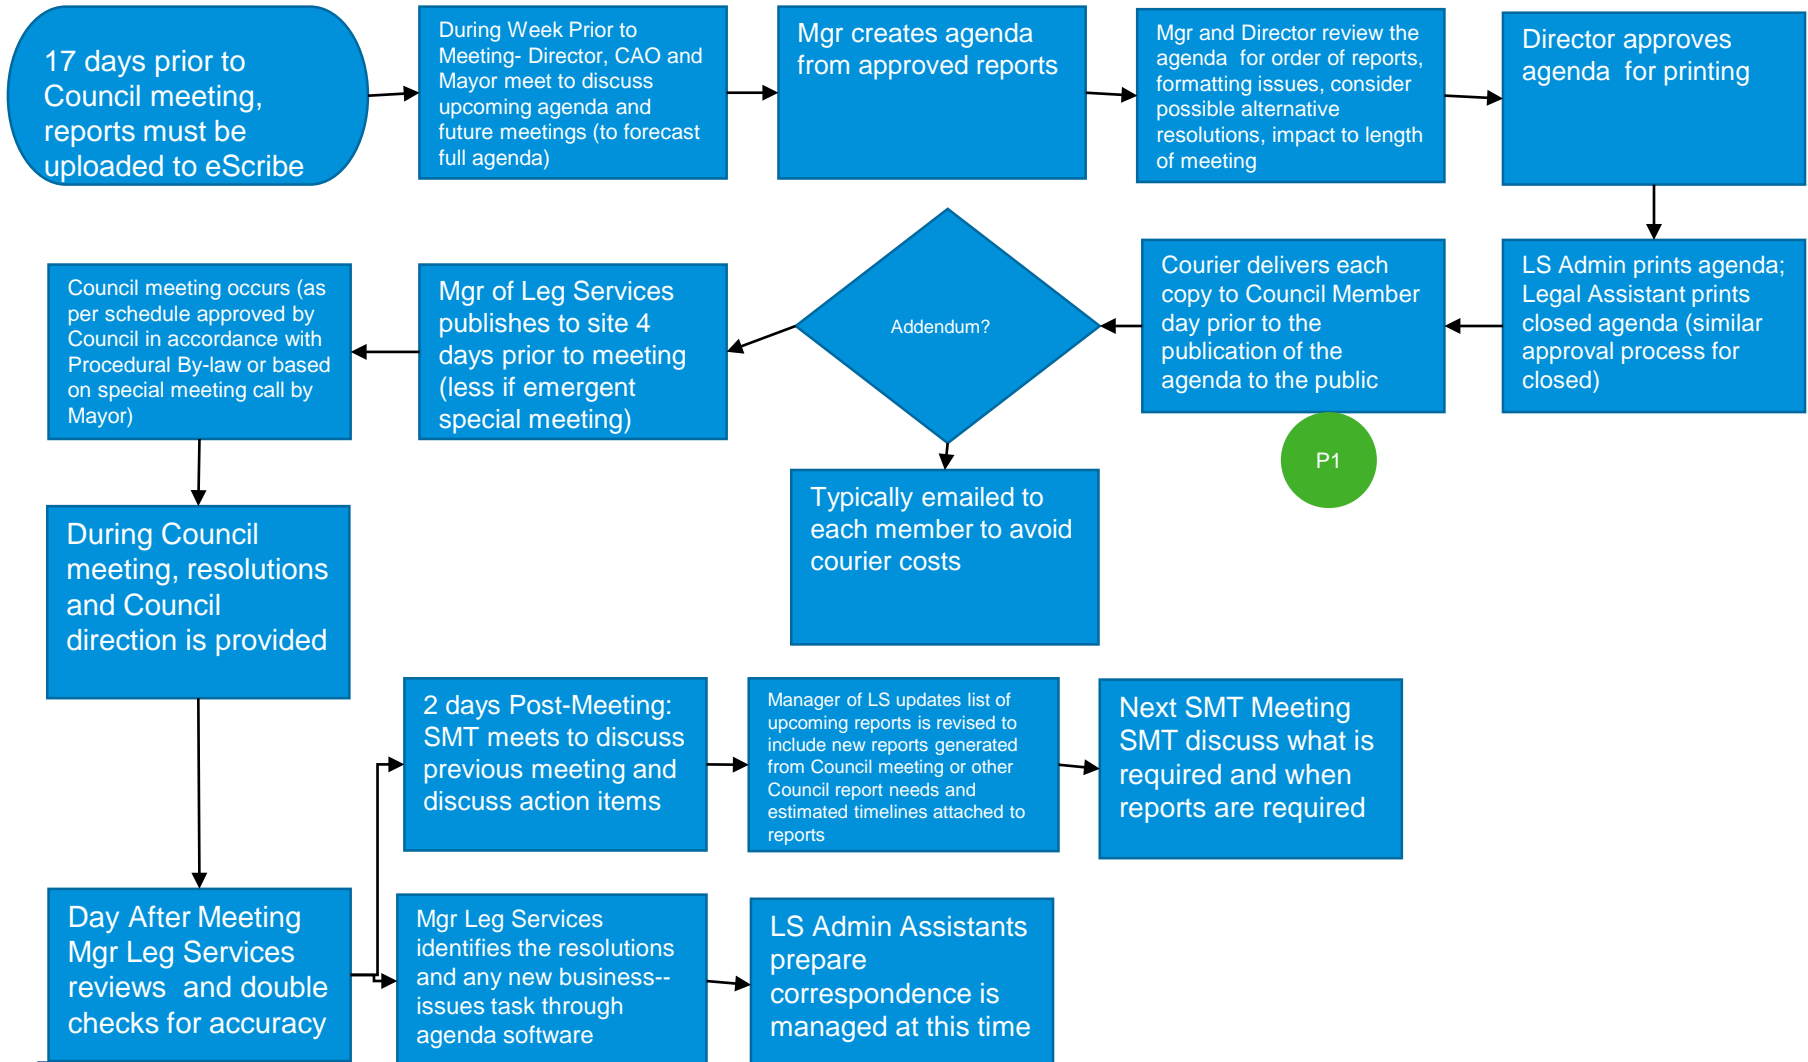 17 days prior to
Council meeting,
reports must be
uploaded to eScribe
During Week Prior to
Meeting- Director, CAO and
Mayor meet to discuss
upcoming agenda and
future meetings (to forecast
full agenda)
Mgr creates agenda
from approved reports
Mgr and Director review the
agenda for order of reports,
formatting issues, consider
possible alternative
resolutions, impact to length
of meeting
Director approves
agenda for printing
LS Admin prints agenda;
Legal Assistant prints
closed agenda (similar
approval process for
closed)
Courier delivers each
copy to Council Member
day prior to the
publication of the
agenda to the public
P1
Addendum?
Typically emailed to
each member to avoid
courier costs
Mgr of Leg Services
publishes to site 4
days prior to meeting
(less if emergent
special meeting)
Council meeting occurs (as
per schedule approved by
Council in accordance with
Procedural By-law or based
on special meeting call by
Mayor)
During Council
meeting, resolutions
and Council
direction is provided
Day After Meeting
Mgr Leg Services
reviews and double
checks for accuracy
2 days Post-Meeting:
SMT meets to discuss
previous meeting and
discuss action items
Manager of LS updates list of
upcoming reports is revised to
include new reports generated
from Council meeting or other
Council report needs and
estimated timelines attached to
reports
Next SMT Meeting
SMT discuss what is
required and when
reports are required
Mgr Leg Services
identifies the resolutions
and any new business--
issues task through
agenda software
LS Admin Assistants
prepare
correspondence is
managed at this time